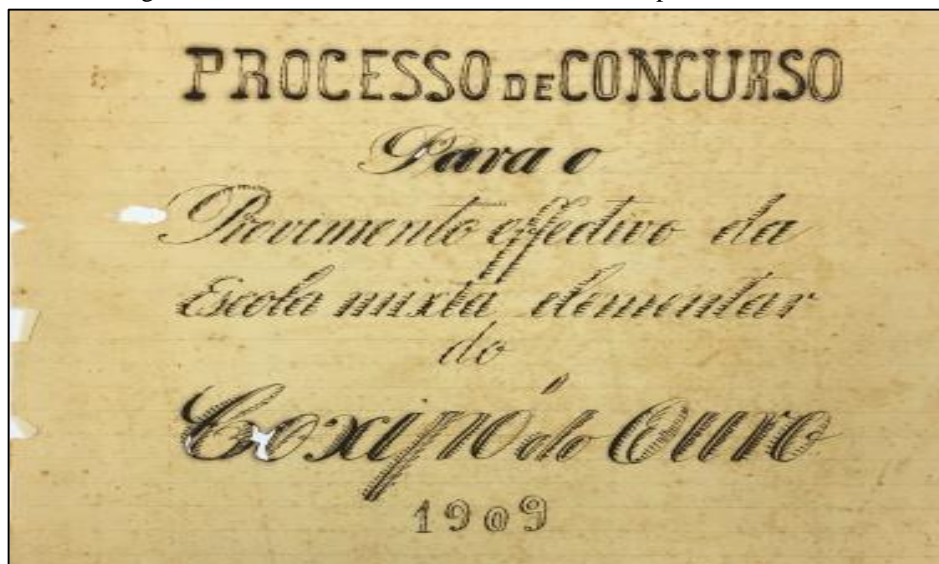 PROCESSO DE CONCURSO
Para o
Provimento effectivo da
Escola mixta elementar
do
Coxipó do Ouro
1909